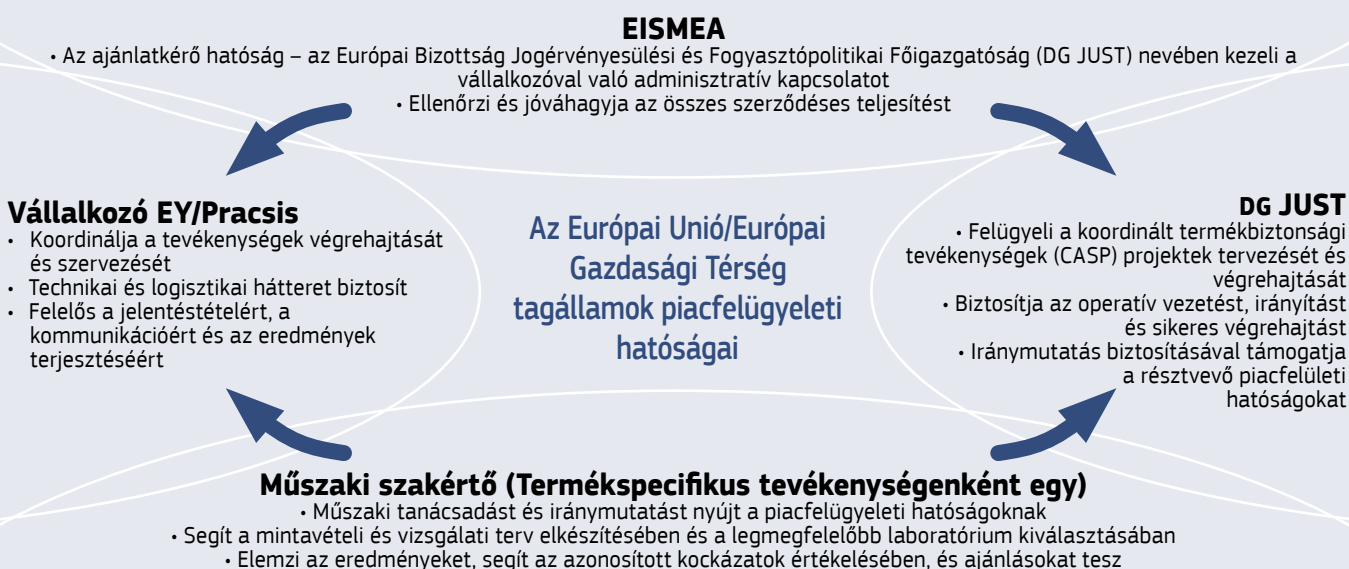 EISMEA
• Az ajánlatkérő hatóság – az Európai Bizottság Jogérvényesülési és Fogyasztópolitikai Főigazgatóság (DG JUST) nevében kezeli a
vállalkozóval való adminisztratív kapcsolatot
• Ellenőrzi és jóváhagyja az összes szerződéses teljesítést
Vállalkozó EY/Pracsis
• Koordinálja a tevékenységek végrehajtását
és szervezését
• Technikai és logisztikai hátteret biztosít
• Felelős a jelentéstételért, a
kommunikációért és az eredmények
terjesztéséért
Az Európai Unió/Európai
Gazdasági Térség
tagállamok piacfelügyeleti
hatóságai
DG JUST
• Felügyeli a koordinált termékbiztonsági
tevékenységek (CASP) projektek tervezését és
végrehajtását
• Biztosítja az operatív vezetést, irányítást
és sikeres végrehajtást
• Iránymutatás biztosításával támogatja
a résztvevő piacfelületi
hatóságokat
Műszaki szakértő (Termékspecifikus tevékenységenként egy)
• Műszaki tanácsadást és iránymutatást nyújt a piacfelügyeleti hatóságoknak
• Segít a mintavételi és vizsgálati terv elkészítésében és a legmegfelelőbb laboratórium kiválasztásában
• Elemzi az eredményeket, segít az azonosított kockázatok értékelésében, és ajánlásokat tesz